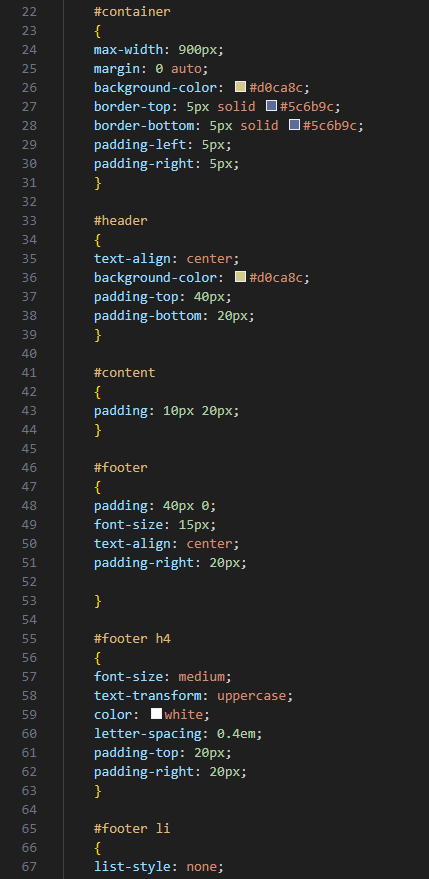 22 #container
23 {
24 max-width: 900px;
25 margin: 0 auto;
26 background-color: #d0ca8c;
27 border-top: 5px solid #5c6b9c;
28 border-bottom: 5px solid #5c6b9c;
29 padding-left: 5px;
30 padding-right: 5px;
31 }
32
33 #header
34 {
35 text-align: center;
36 background-color: #d0ca8c;
37 padding-top: 40px;
38 padding-bottom: 20px;
39 }
40
41 #content
42 {
43 padding: 10px 20px;
44 }
45
46 #footer
47 {
48 padding: 40px 0;
49 font-size: 15px;
50 text-align: center;
51 padding-right: 20px;
52
53 }
54
55 #footer h4
56 {
57 font-size: medium;
58 text-transform: uppercase;
59 color: white;
60 letter-spacing: 0.4em;
61 padding-top: 20px;
62 padding-right: 20px;
63 }
64
65 #footer li
66 {
67 list-style: none;